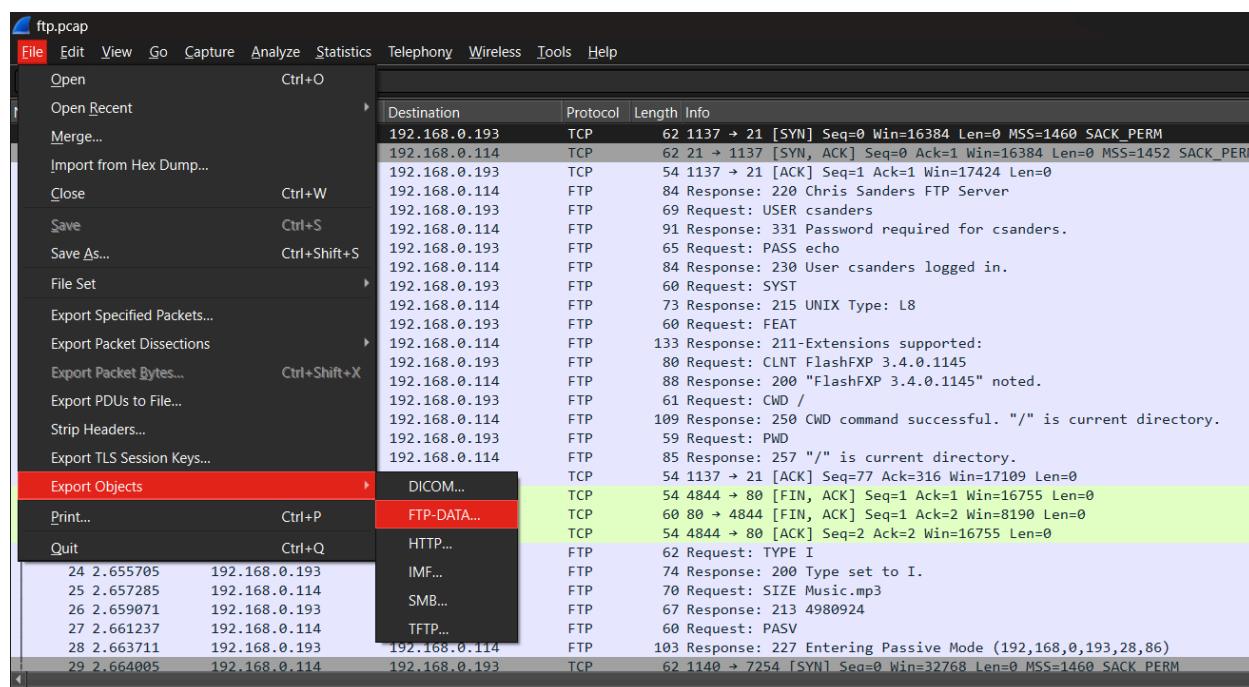 ftp.pcap
File Edit View Go Capture Analyze Statistics Telephony Wireless Tools Help
Open Ctrl+O
Open Recent
Merge...
Import from Hex Dump...
Close Ctrl+W
Save Ctrl+S
Save As... Ctrl+Shift+S
File Set
Export Specified Packets...
Export Packet Dissections
Export Packet Bytes... Ctrl+Shift+X
Export PDUs to File...
Strip Headers...
Export TLS Session Keys...
Export Objects
Print... Ctrl+P
Quit Ctrl+Q
DICOM...
FTP-DATA...
HTTP...
IMF...
SMB...
TFTP...
Destination Protocol Length Info
192.168.0.193 TCP 62 1137 → 21 [SYN] Seq=0 Win=16384 Len=0 MSS=1460 SACK_PERM
192.168.0.114 TCP 62 21 → 1137 [SYN, ACK] Seq=0 Ack=1 Win=16384 Len=0 MSS=1452 SACK_PER
192.168.0.193 TCP 54 1137 → 21 [ACK] Seq=1 Ack=1 Win=17424 Len=0
192.168.0.114 FTP 84 Response: 220 Chris Sanders FTP Server
192.168.0.193 FTP 69 Request: USER csanders
192.168.0.114 FTP 91 Response: 331 Password required for csanders.
192.168.0.193 FTP 65 Request: PASS echo
192.168.0.114 FTP 84 Response: 230 User csanders logged in.
192.168.0.193 FTP 60 Request: SYST
192.168.0.114 FTP 73 Response: 215 UNIX Type: L8
192.168.0.193 FTP 60 Request: FEAT
192.168.0.114 FTP 133 Response: 211-Extensions supported:
192.168.0.193 FTP 80 Request: CLNT FlashFXP 3.4.0.1145
192.168.0.114 FTP 88 Response: 200 "FlashFXP 3.4.0.1145" noted.
192.168.0.193 FTP 61 Request: CWD /
192.168.0.114 FTP 109 Response: 250 CWD command successful. "/" is current directory.
192.168.0.193 FTP 59 Request: PWD
192.168.0.114 FTP 85 Response: 257 "/" is current directory.
TCP 54 1137 → 21 [ACK] Seq=77 Ack=316 Win=17109 Len=0
TCP 54 4844 → 80 [FIN, ACK] Seq=1 Ack=1 Win=16755 Len=0
TCP 60 80 → 4844 [FIN, ACK] Seq=1 Ack=2 Win=8190 Len=0
TCP 54 4844 → 80 [ACK] Seq=2 Ack=2 Win=16755 Len=0
FTP 62 Request: TYPE I
24 2.655705 192.168.0.193 FTP 74 Response: 200 Type set to I.
25 2.657285 192.168.0.114 FTP 70 Request: SIZE Music.mp3
26 2.659071 192.168.0.193 FTP 67 Response: 213 4980924
27 2.661237 192.168.0.114 FTP 60 Request: PASV
28 2.663711 192.168.0.193 192.168.0.114 FTP 103 Response: 227 Entering Passive Mode (192,168,0,193,28,86)
29 2.664005 192.168.0.114 192.168.0.193 TCP 62 1140 → 7254 [SYN] Seq=0 Win=32768 Len=0 MSS=1460 SACK_PERM